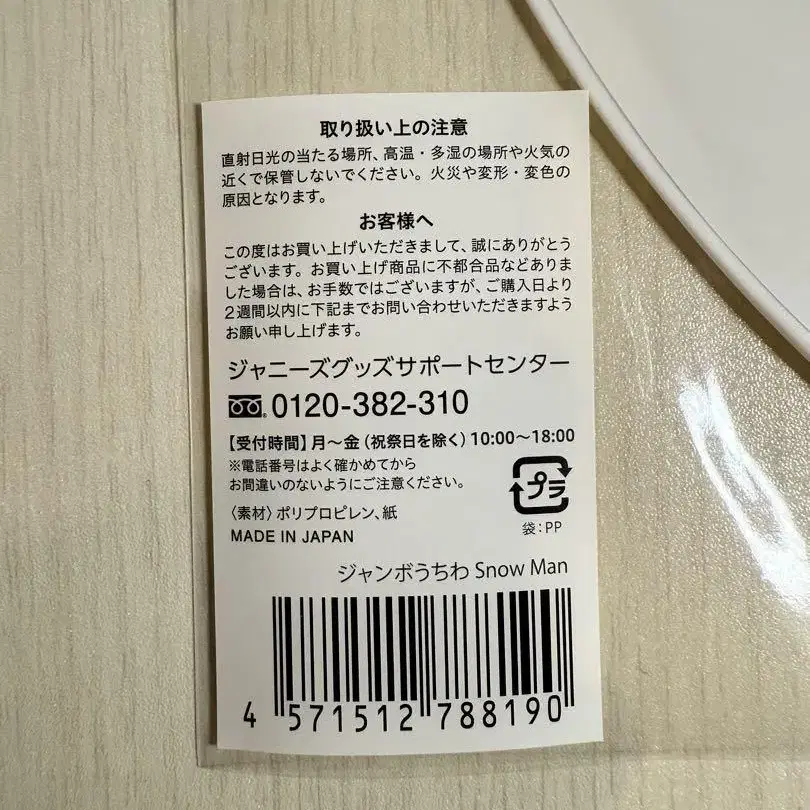 取り扱い上の注意
直射日光の当たる場所、高温・多湿の場所や火気の
近くで保管しないでください。火災や変形・変色の
原因となります。
お客様へ
この度はお買い上げいただきまして、誠にありがとう
ございます。お買い上げ商品に不都合品などありま
した場合は、お手数ではございますが、ご購入日より
2週間以内に下記までお問い合わせいただきますよう
お願い申し上げます。
ジャニーズグッズサポートセンター
0120-382-310
【受付時間】月～金（祝祭日を除く）10:00～18:00
※電話番号はよく確かめてから
お間違いのないようにご注意ください。
〈素材〉ポリプロピレン、紙
MADE IN JAPAN
プラ
袋：PP
ジャンボうちわ Snow Man
4 571512 788190